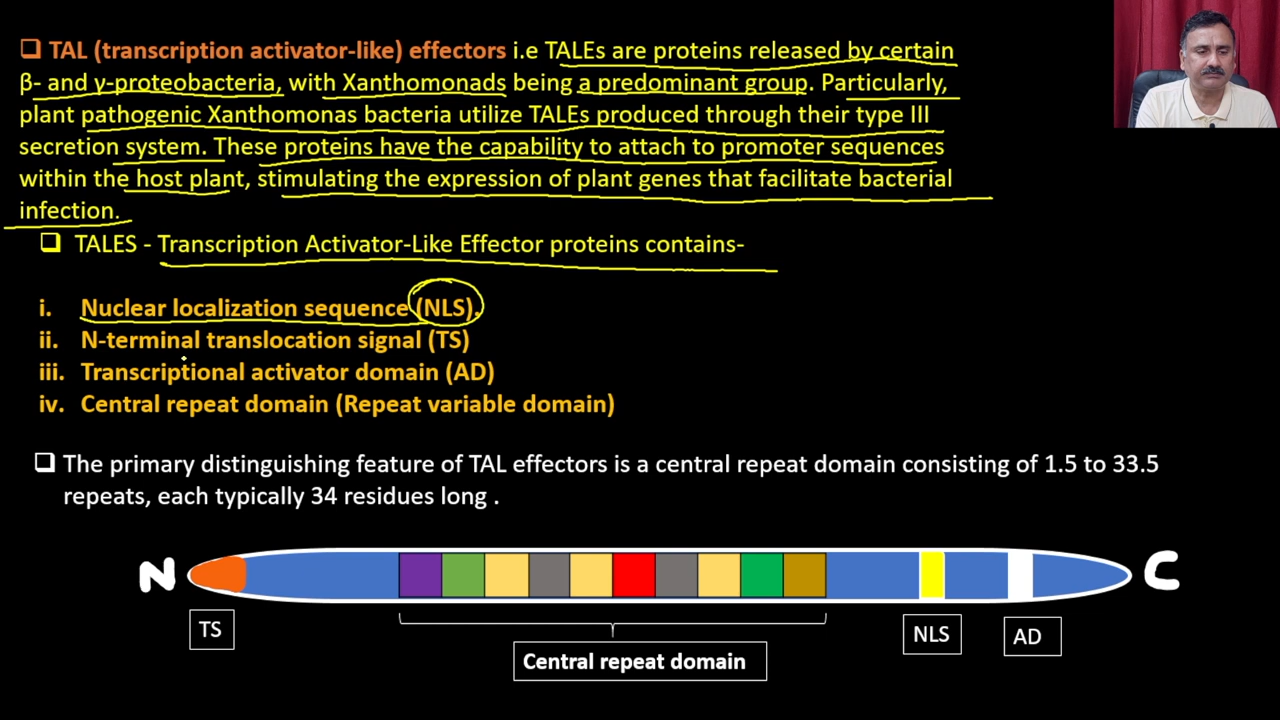 ❑ TAL (transcription activator-like) effectors i.e TALEs are proteins released by certain
β- and γ-proteobacteria, with Xanthomonads being a predominant group. Particularly,
plant pathogenic Xanthomonas bacteria utilize TALEs produced through their type III
secretion system. These proteins have the capability to attach to promoter sequences
within the host plant, stimulating the expression of plant genes that facilitate bacterial
infection.
❑ TALES - Transcription Activator-Like Effector proteins contains-
i. Nuclear localization sequence (NLS),
ii. N-terminal translocation signal (TS)
iii. Transcriptional activator domain (AD)
iv. Central repeat domain (Repeat variable domain)
❑ The primary distinguishing feature of TAL effectors is a central repeat domain consisting of 1.5 to 33.5
repeats, each typically 34 residues long .
N C
TS NLS AD
Central repeat domain